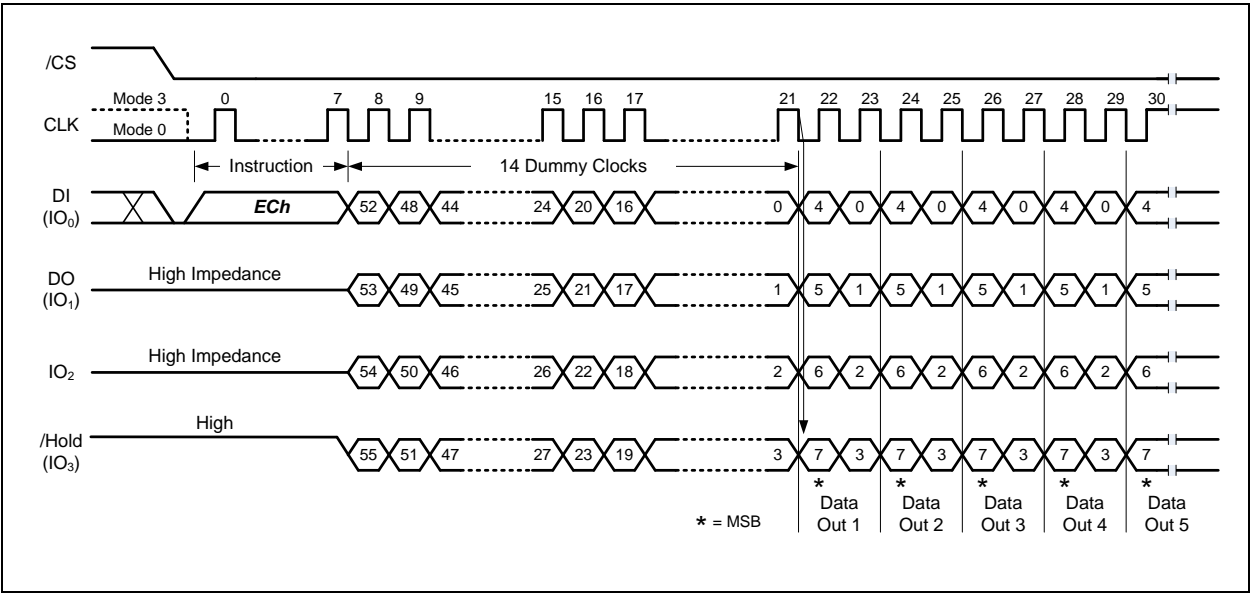 /CS
Mode 3 0 7 8 9 15 16 17 21 22 23 24 25 26 27 28 29 30
CLK
Mode 0
Instruction 14 Dummy Clocks
DI
(IO0) ECh 52 48 44 24 20 16 0 4 0 4 0 4 0 4 0 4
DO
(IO1) High Impedance 53 49 45 25 21 17 1 5 1 5 1 5 1 5 1 5
IO2 High Impedance 54 50 46 26 22 18 2 6 2 6 2 6 2 6 2 6
/Hold
(IO3) High 55 51 47 27 23 19 3 7 3 7 3 7 3 7 3 7
* * * * *
* = MSB
Data Out 1
Data Out 2
Data Out 3
Data Out 4
Data Out 5